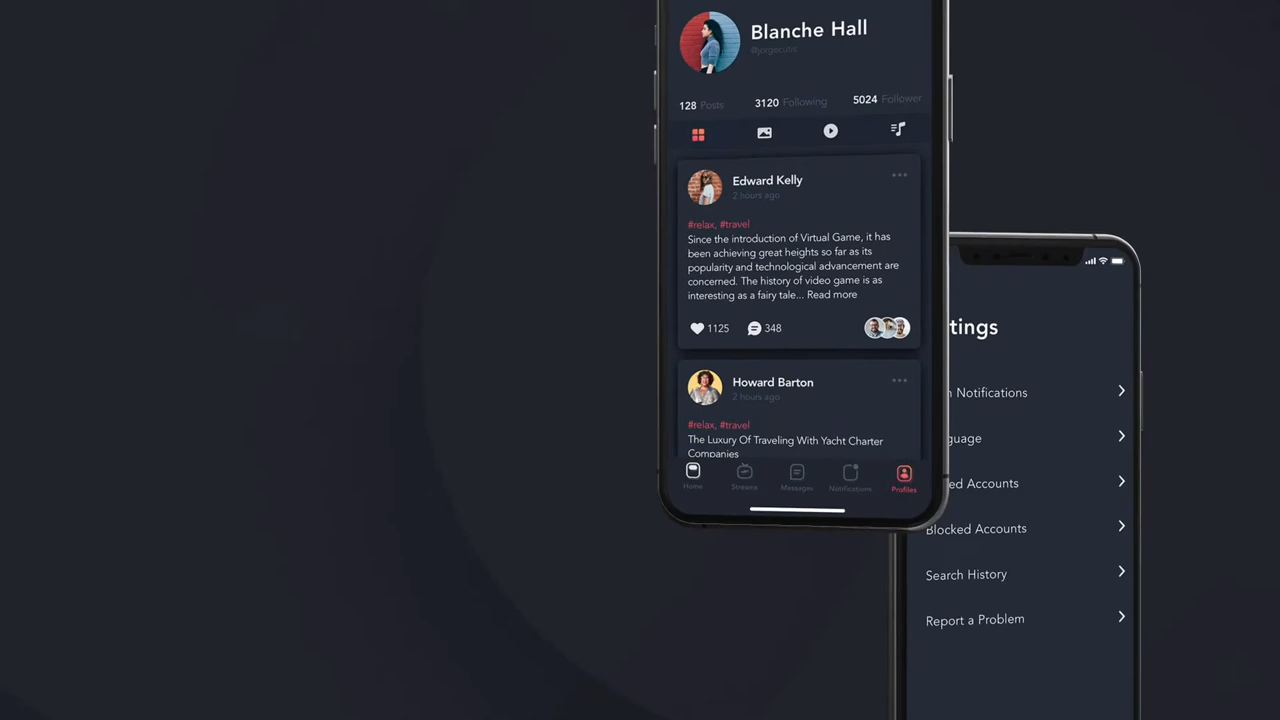 Blanche Hall
@jorgecutis
128 Posts
3120 Following
5024 Follower
Edward Kelly
2 hours ago
#relax, #travel
Since the introduction of Virtual Game, it has
been achieving great heights so far as its
popularity and technological advancement are
concerned. The history of video game is as
interesting as a fairy tale... Read more
1125
348
Howard Barton
2 hours ago
#relax, #travel
The Luxury Of Traveling With Yacht Charter
Companies
Home
Streams
Messages
Notifications
Profiles
tings
Notifications
guage
ed Accounts
Blocked Accounts
Search History
Report a Problem